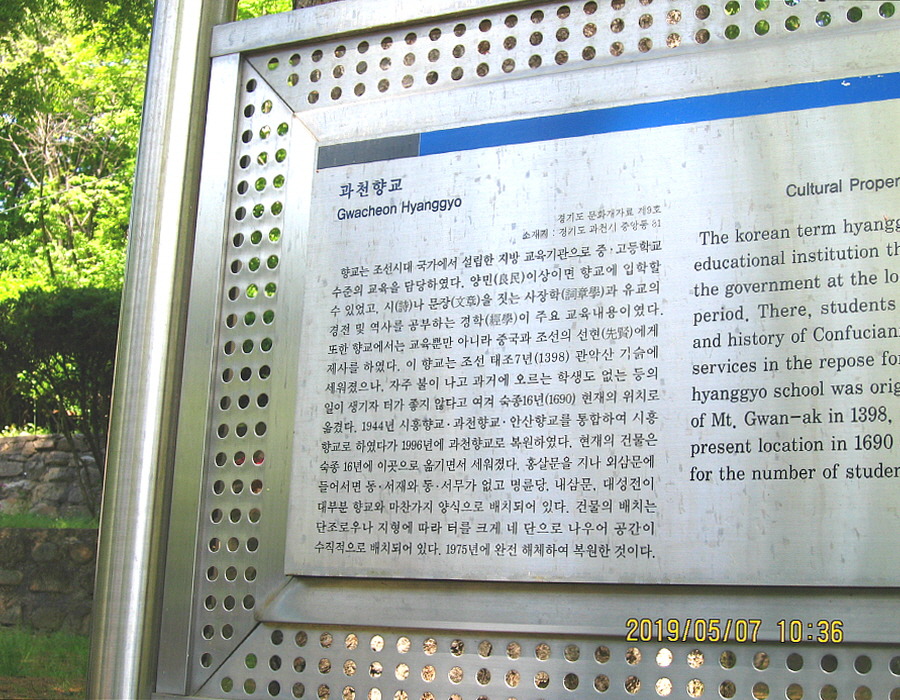 과천향교
Gwacheon Hyanggyo
경기도 문화재자료 제9호
소재지 : 경기도 과천시 중앙동 81
향교는 조선시대 국가에서 설립한 지방 교육기관으로 중·고등학교
수준의 교육을 담당하였다. 양민(良民)이상이면 향교에 입학할
수 있었고, 시(詩)나 문장(文章)을 짓는 사장학(詞章學)과 유교의
경전 및 역사를 공부하는 경학(經學)이 주요 교육내용이였다.
또한 향교에서는 교육뿐만 아니라 중국과 조선의 선현(先賢)에게
제사를 하였다. 이 향교는 조선 태조7년(1398) 관악산 기슭에
세워졌으나, 자주 불이 나고 과거에 오르는 학생도 없는 등의
일이 생기자 터가 좋지 않다고 여겨 숙종16년(1690) 현재의 위치로
옮겼다. 1944년 시흥향교·과천향교·안산향교를 통합하여 시흥
향교로 하였다가 1996년에 과천향교로 복원하였다. 현재의 건물은
숙종 16년에 이곳으로 옮기면서 세워졌다. 홍살문을 지나 외삼문에
들어서면 동·서재와 동·서무가 없고 명륜당, 내삼문, 대성전이
대부분 향교와 마찬가지 양식으로 배치되어 있다. 건물의 배치는
단조로우나 지형에 따라 터를 크게 네 단으로 나우어 공간이
수직적으로 배치되어 있다. 1975년에 완전 해체하여 복원한 것이다.
Cultural Proper
The korean term hyangg
educational institution th
the government at the lo
period. There, students
and history of Confucian
services in the repose for
hyanggyo school was orig
of Mt. Gwan-ak in 1398,
present location in 1690
for the number of studen
2019/05/07 10:36